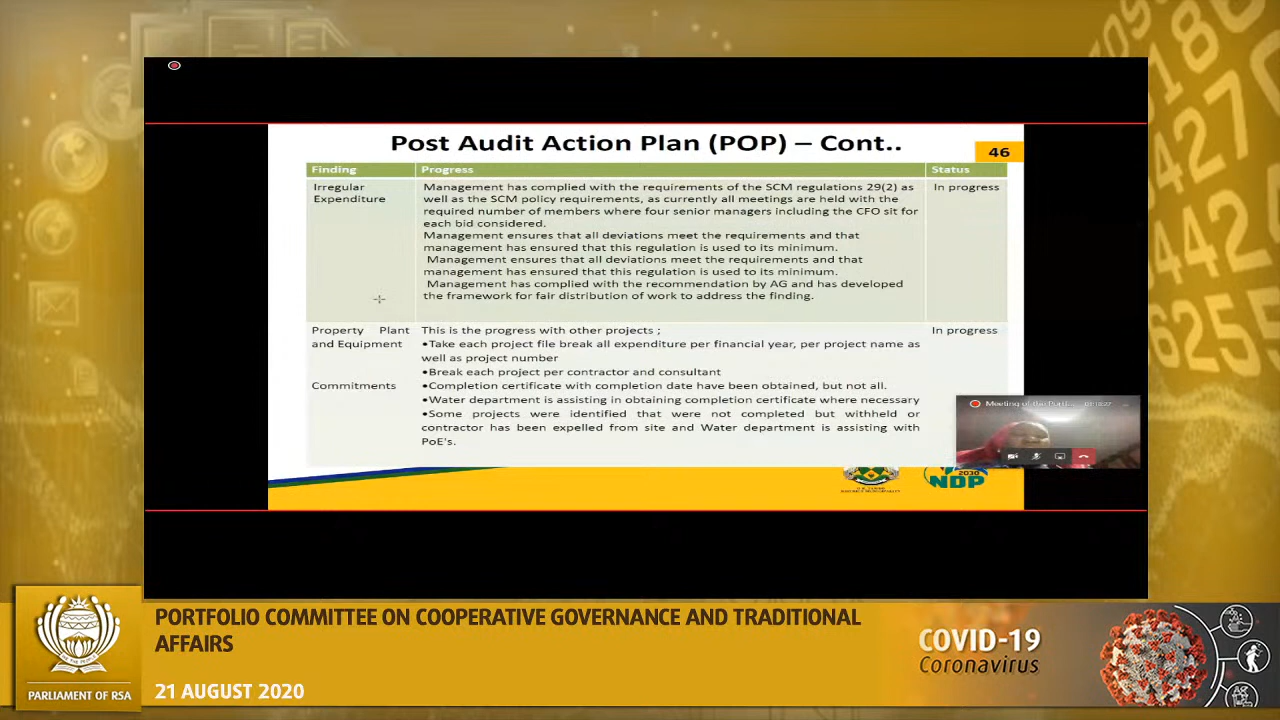 Post Audit Action Plan (POP) – Cont..
46
Finding
Progress
Status
Irregular
Expenditure
Management has complied with the requirements of the SCM regulations 29(2) as
well as the SCM policy requirements, as currently all meetings are held with the
required number of members where four senior managers including the CFO sit for
each bid considered.
Management ensures that all deviations meet the requirements and that
management has ensured that this regulation is used to its minimum.
Management ensures that all deviations meet the requirements and that
management has ensured that this regulation is used to its minimum.
Management has complied with the recommendation by AG and has developed
the framework for fair distribution of work to address the finding.
In progress
Property Plant
and Equipment
Commitments
This is the progress with other projects ;
•Take each project file break all expenditure per financial year, per project name as
well as project number
•Break each project per contractor and consultant
•Completion certificate with completion date have been obtained, but not all.
•Water department is assisting in obtaining completion certificate where necessary
•Some projects were identified that were not completed but withheld or
contractor has been expelled from site and Water department is assisting with
PoE's.
In progress
Meeting of the
2030
NDP
PORTFOLIO COMMITTEE ON COOPERATIVE GOVERNANCE AND TRADITIONAL
AFFAIRS
21 AUGUST 2020
PARLIAMENT OF RSA
COVID-19
Coronavirus